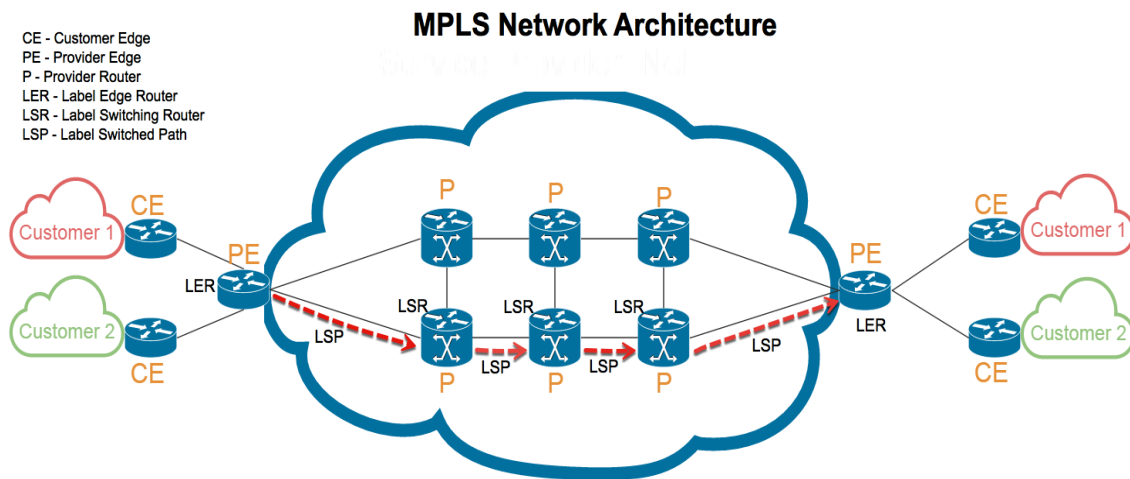 MPLS Network Architecture
CE - Customer Edge
PE - Provider Edge
P - Provider Router
LER - Label Edge Router
LSR - Label Switching Router
LSP - Label Switched Path
P
P
P
CE
CE
Customer 1
Customer 1
PE
PE
LER
LSR
LSR
LSR
LER
Customer 2
Customer 2
LSP
LSP
LSP
LSP
CE
P
P
P
CE